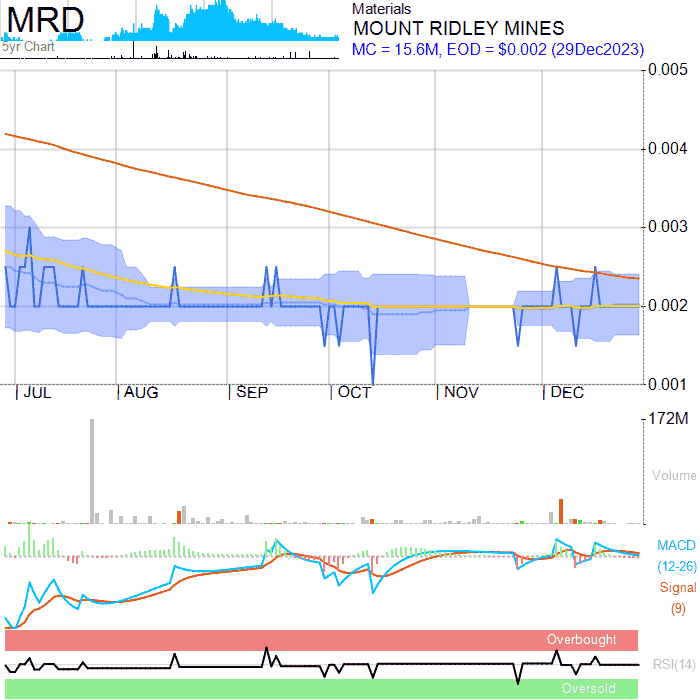 MRD
5yr Chart
Materials
MOUNT RIDLEY MINES
MC = 15.6M, EOD = $0.002 (29Dec2023)
0.005
0.004
0.003
0.002
0.001
JUL AUG SEP OCT NOV DEC
172M
Volume
MACD
(12-26)
Signal
(9)
Overbought
RSI(14)
Oversold